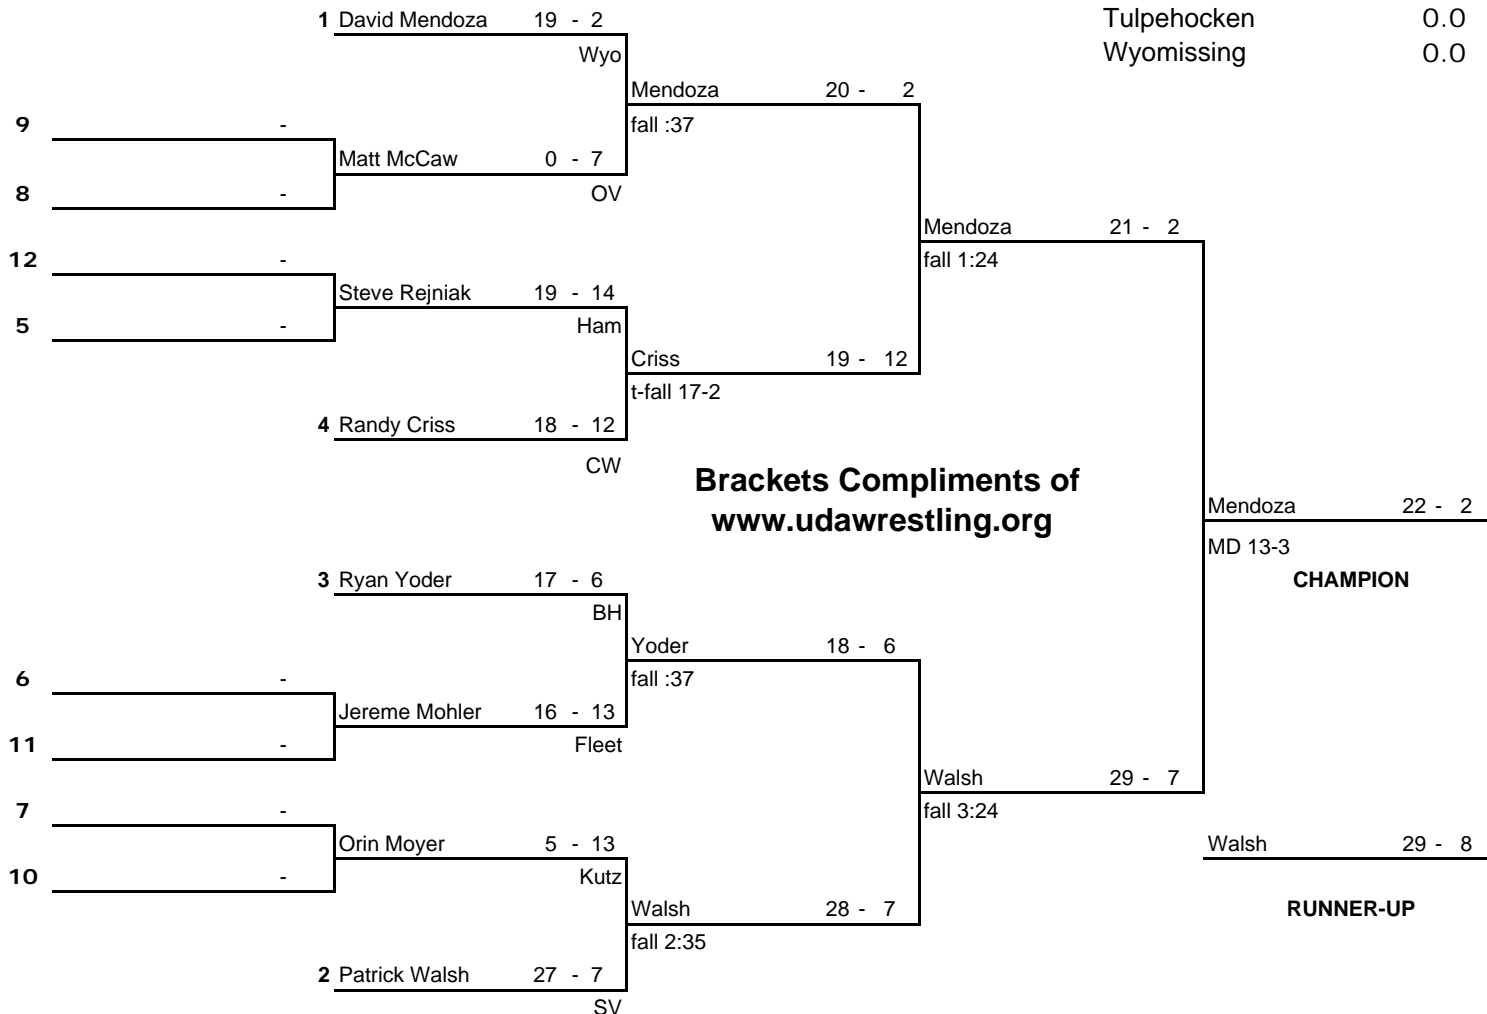 1 David Mendoza 19 - 2
Tulpehocken 0.0
Wyo
Wyomissing 0.0
Mendoza 20 - 2
9 -
fall :37
Matt McCaw 0 - 7
8 -
OV
Mendoza 21 - 2
12 -
fall 1:24
Steve Rejniak 19 - 14
5 -
Ham
Criss 19 - 12
t-fall 17-2
4 Randy Criss 18 - 12
CW
Brackets Compliments of
www.udawrestling.org
Mendoza 22 - 2
MD 13-3
3 Ryan Yoder 17 - 6
CHAMPION
BH
Yoder 18 - 6
6 -
fall :37
Jereme Mohler 16 - 13
11 -
Fleet
Walsh 29 - 7
7 -
fall 3:24
Orin Moyer 5 - 13
Walsh 29 - 8
10 -
Kutz
Walsh 28 - 7
RUNNER-UP
fall 2:35
2 Patrick Walsh 27 - 7
SV